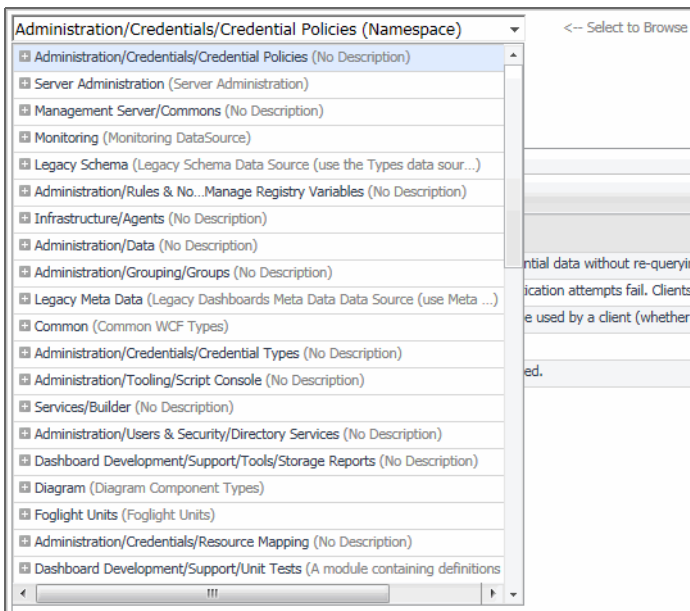 Administration/Credentials/Credential Policies (Namespace)
<-- Select to Browse
Administration/Credentials/Credential Policies (No Description)
Server Administration (Server Administration)
Management Server/Commons (No Description)
Monitoring (Monitoring DataSource)
Legacy Schema (Legacy Schema Data Source (use the Types data sour...)
Administration/Rules & No...Manage Registry Variables (No Description)
Infrastructure/Agents (No Description)
Administration/Data (No Description)
ntial data without re-queryin
Administration/Grouping/Groups (No Description)
ication attempts fail. Clients
Legacy Meta Data (Legacy Dashboards Meta Data Data Source (use Meta ...)
e used by a client (whether
Common (Common WCF Types)
Administration/Credentials/Credential Types (No Description)
ed.
Administration/Tooling/Script Console (No Description)
Services/Builder (No Description)
Administration/Users & Security/Directory Services (No Description)
Dashboard Development/Support/Tools/Storage Reports (No Description)
Diagram (Diagram Component Types)
Foglight Units (Foglight Units)
Administration/Credentials/Resource Mapping (No Description)
Dashboard Development/Support/Unit Tests (A module containing definitions